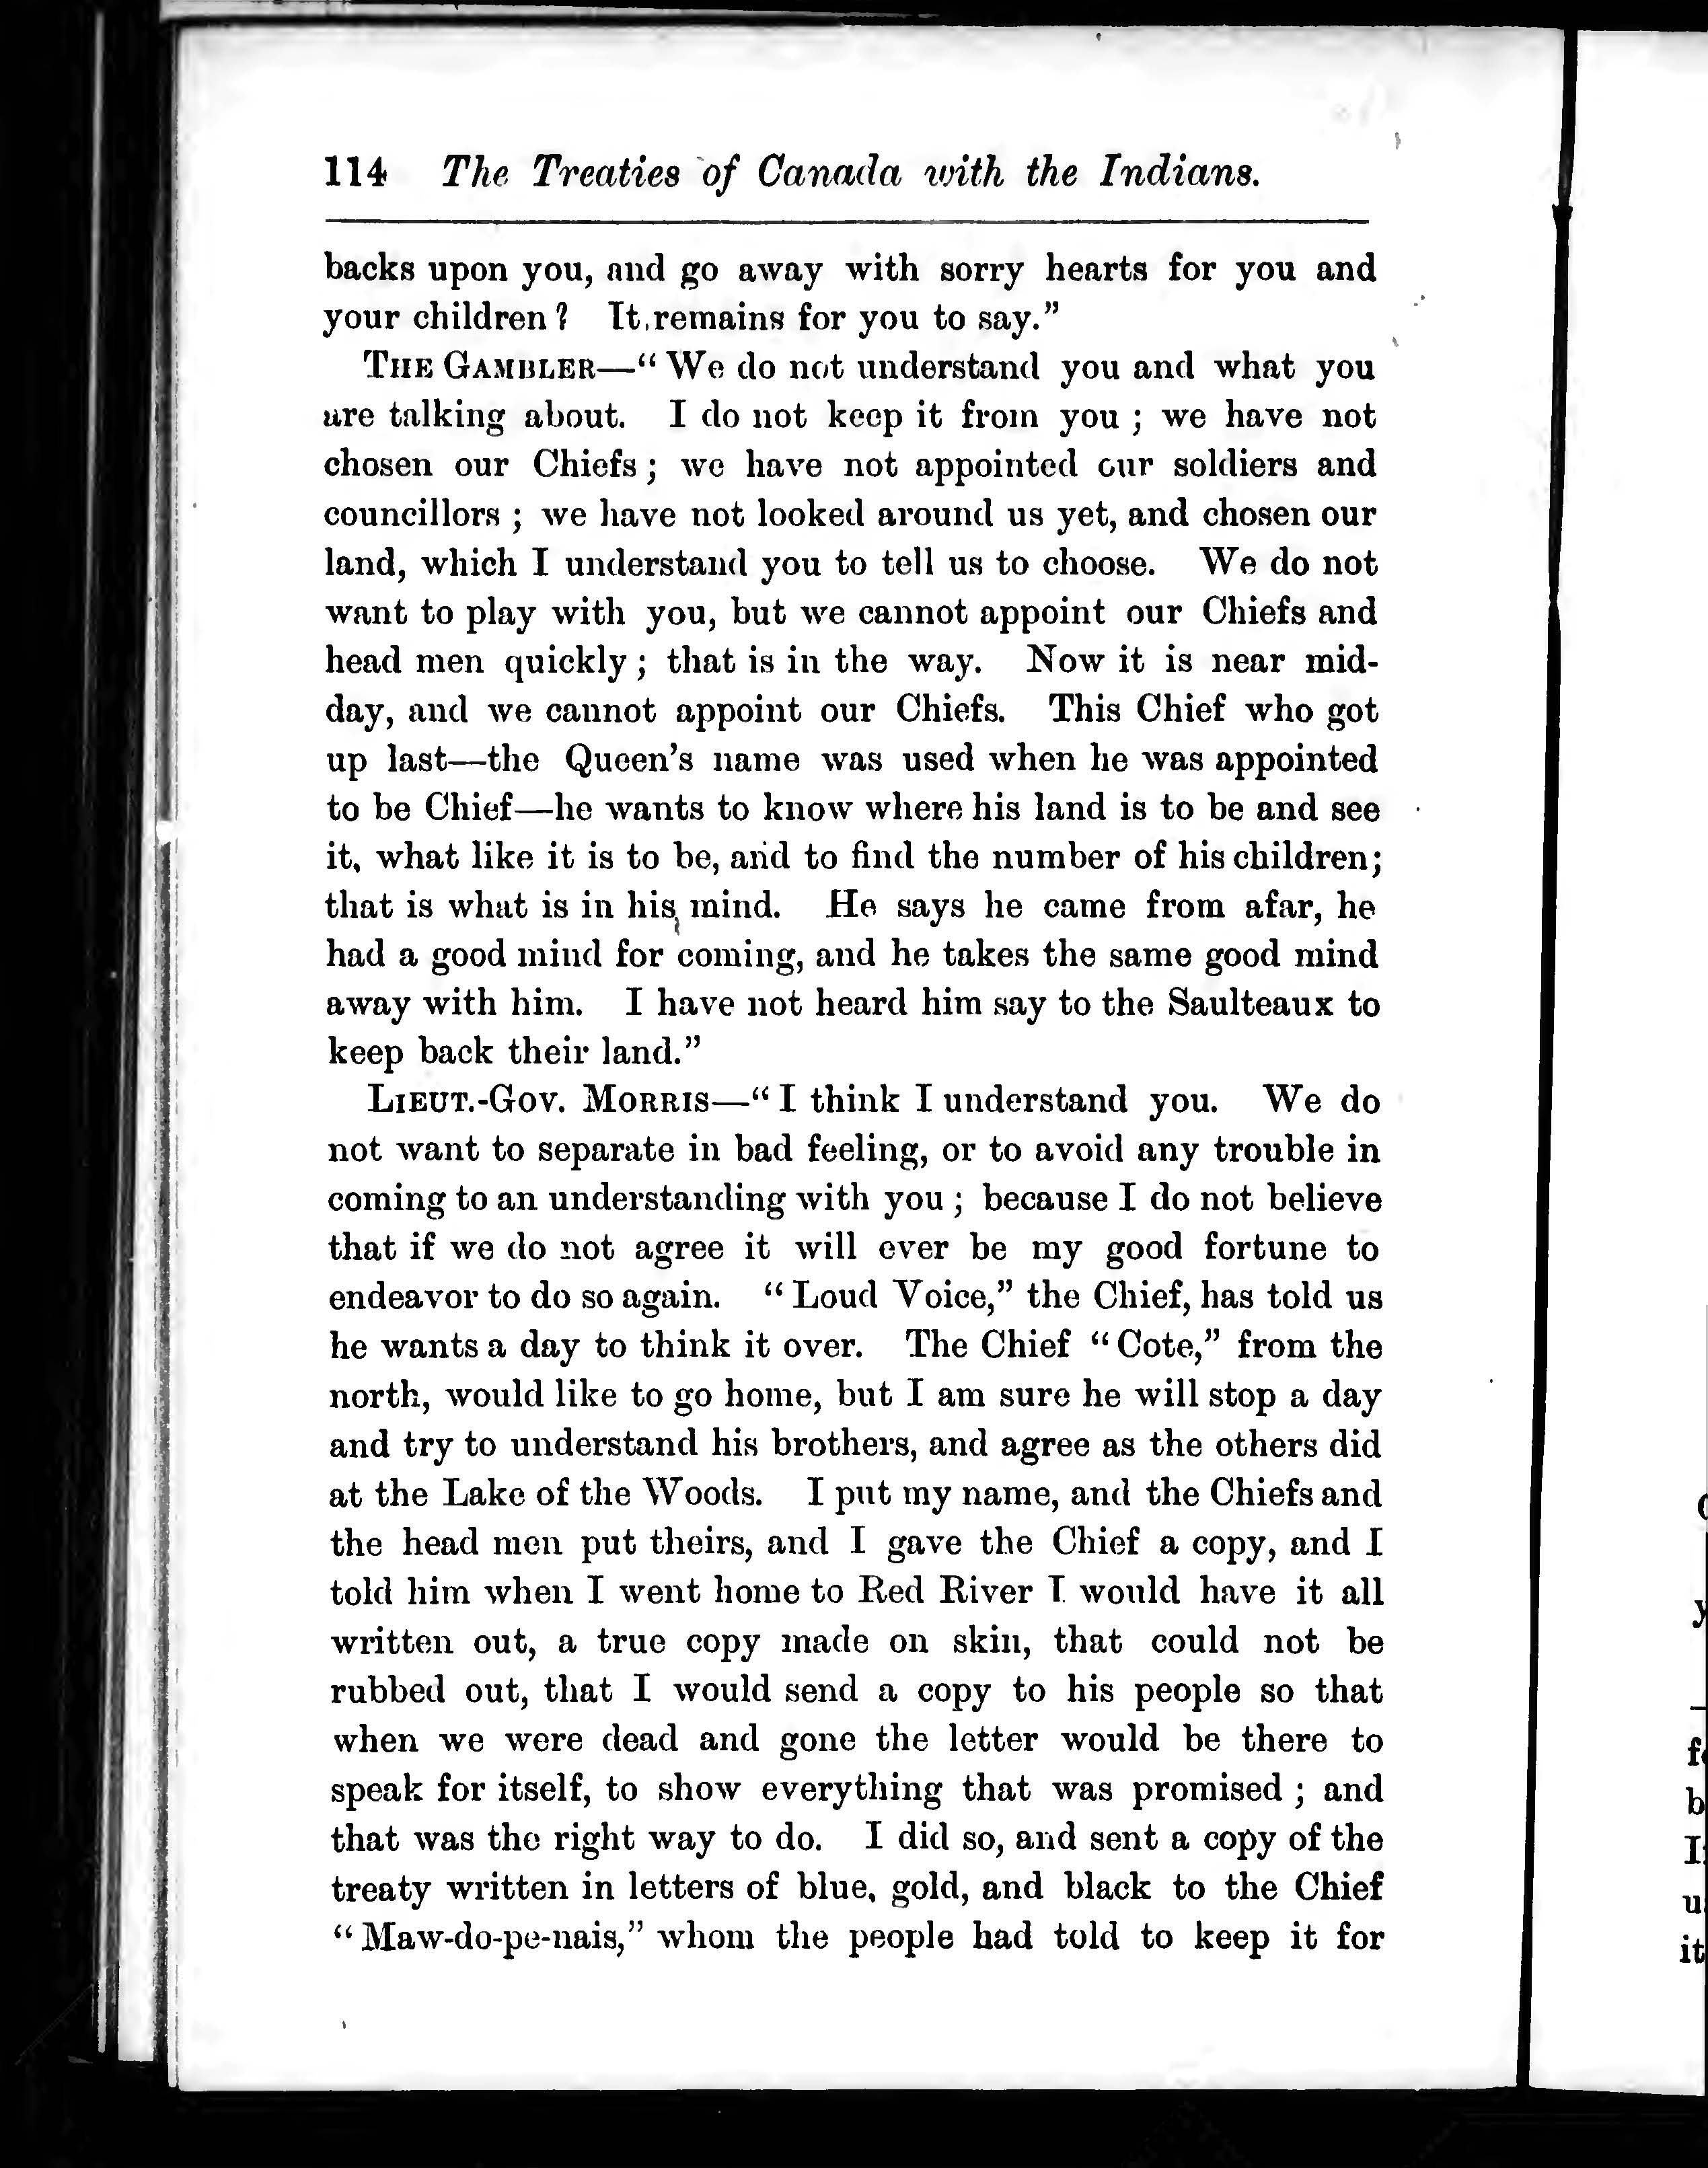 114 The Treaties of Canada with the Indians.
backs upon you, and go away with sorry hearts for you and
your children? It remains for you to say."
THE GAMBLER—"We do not understand you and what you
are talking about. I do not keep it from you; we have not
chosen our Chiefs; we have not appointed our soldiers and
councillors; we have not looked around us yet, and chosen our
land, which I understand you to tell us to choose. We do not
want to play with you, but we cannot appoint our Chiefs and
head men quickly; that is in the way. Now it is near mid-
day, and we cannot appoint our Chiefs. This Chief who got
up last—the Queen's name was used when he was appointed
to be Chief—he wants to know where his land is to be and see
it, what like it is to be, and to find the number of his children;
that is what is in his mind. He says he came from afar, he
had a good mind for coming, and he takes the same good mind
away with him. I have not heard him say to the Saulteaux to
keep back their land."
LIEUT.-GOV. MORRIS—"I think I understand you. We do
not want to separate in bad feeling, or to avoid any trouble in
coming to an understanding with you; because I do not believe
that if we do not agree it will ever be my good fortune to
endeavor to do so again. "Loud Voice," the Chief, has told us
he wants a day to think it over. The Chief "Cote," from the
north, would like to go home, but I am sure he will stop a day
and try to understand his brothers, and agree as the others did
at the Lake of the Woods. I put my name, and the Chiefs and
the head men put theirs, and I gave the Chief a copy, and I
told him when I went home to Red River I would have it all
written out, a true copy made on skin, that could not be
rubbed out, that I would send a copy to his people so that
when we were dead and gone the letter would be there to
speak for itself, to show everything that was promised; and
that was the right way to do. I did so, and sent a copy of the
treaty written in letters of blue, gold, and black to the Chief
"Maw-do-pe-nais," whom the people had told to keep it for